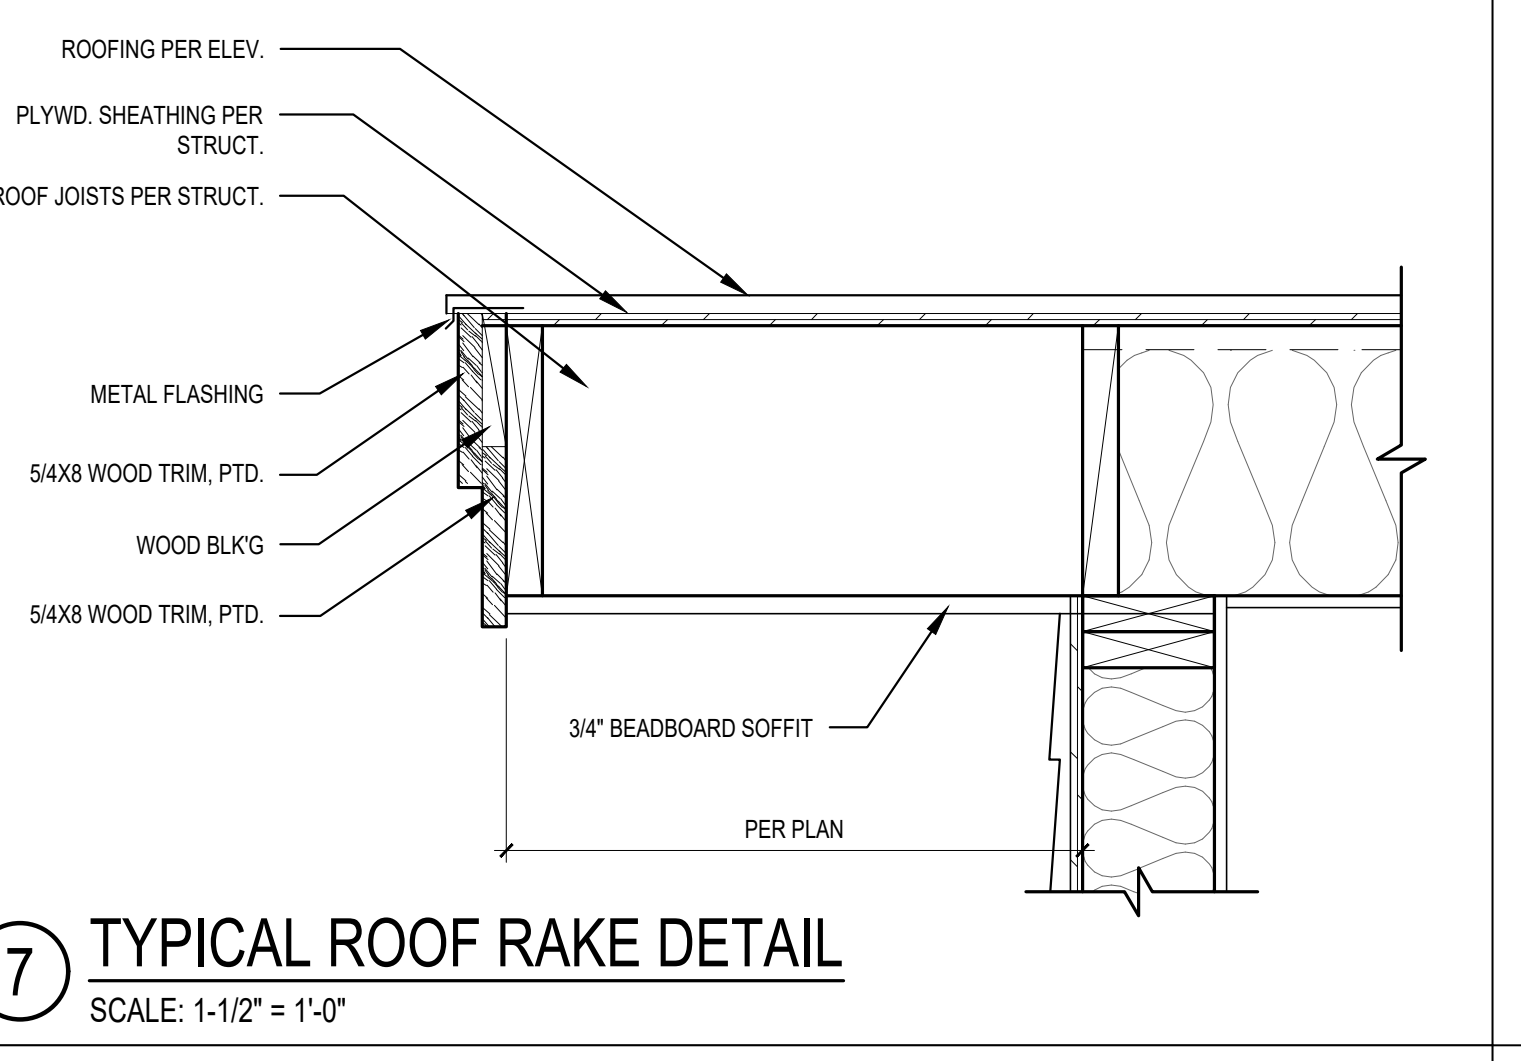 ROOFING PER ELEV.
PLYWD. SHEATHING PER
STRUCT.
ROOF JOISTS PER STRUCT.
METAL FLASHING
5/4X8 WOOD TRIM, PTD.
WOOD BLK'G
5/4X8 WOOD TRIM, PTD.
3/4" BEADBOARD SOFFIT
PER PLAN
7
TYPICAL ROOF RAKE DETAIL
SCALE: 1-1/2" = 1'-0"